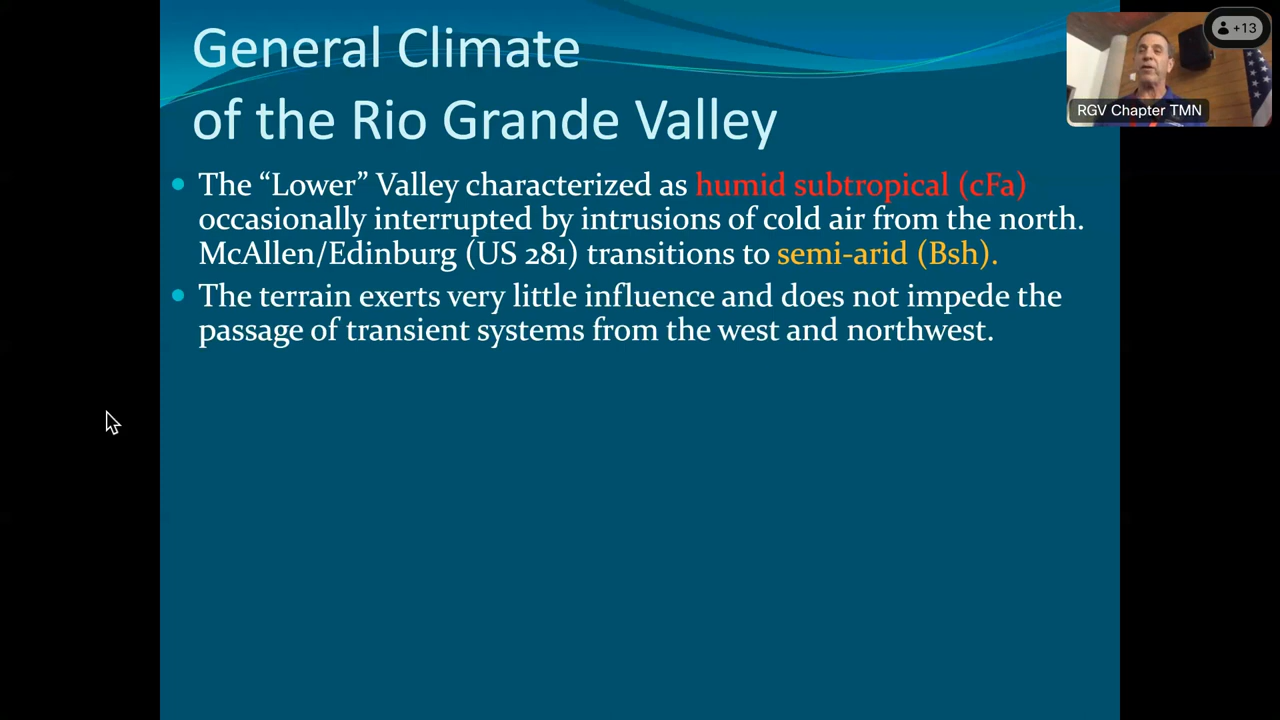 General Climate
of the Rio Grande Valley
The “Lower” Valley characterized as humid subtropical (cFa)
occasionally interrupted by intrusions of cold air from the north.
McAllen/Edinburg (US 281) transitions to semi-arid (Bsh).
The terrain exerts very little influence and does not impede the
passage of transient systems from the west and northwest.
+13
RGV Chapter TMN